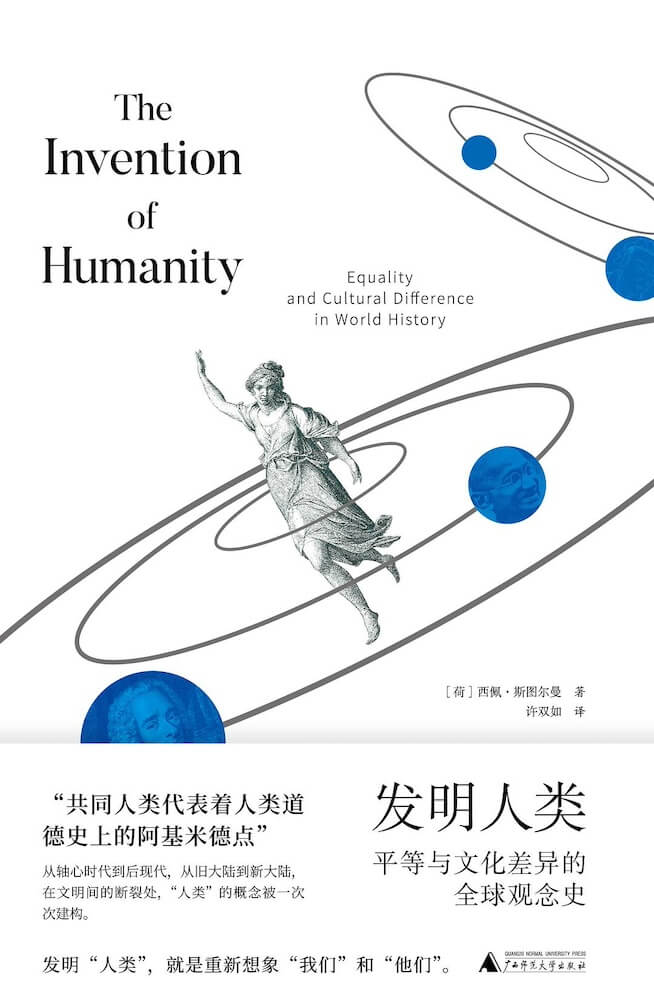 The
Invention
of
Humanity
Equality
and Cultural Difference
in World History
［荷］西佩·斯图尔曼 著
许双如 译
“共同人类代表着人类道
德史上的阿基米德点”
从轴心时代到后现代，从旧大陆到新大陆，
在文明间的断裂处，“人类”的概念被一次
次建构。
发明“人类”，就是重新想象“我们”和“他们”。
发明人类
平等与文化差异的
全球观念史
GUANGXI NORMAL UNIVERSITY PRESS
广西师范大学出版社